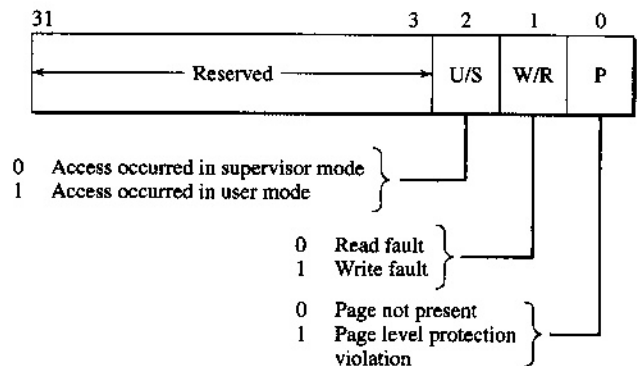 31 3 2 1 0
Reserved U/S W/R P
0 Access occurred in supervisor mode
1 Access occurred in user mode
0 Read fault
1 Write fault
0 Page not present
1 Page level protection
violation